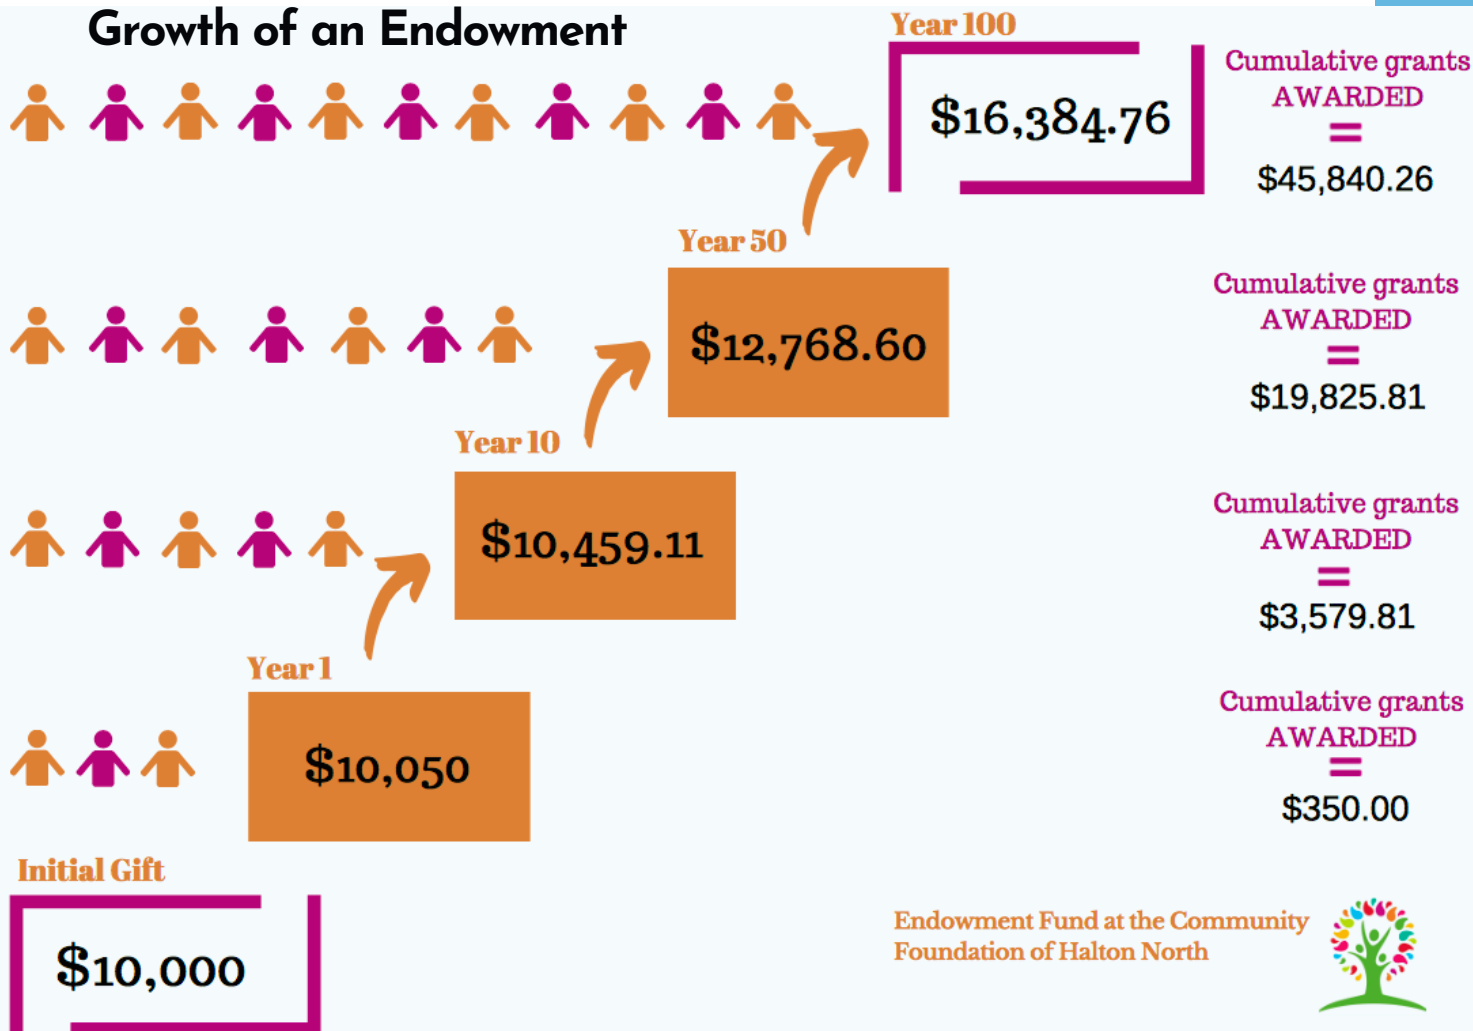 Growth of an Endowment
Year 100
$16,384.76
Cumulative grants
AWARDED
=
$45,840.26
Year 50
$12,768.60
Cumulative grants
AWARDED
=
$19,825.81
Year 10
$10,459.11
Cumulative grants
AWARDED
=
$3,579.81
Year 1
$10,050
Cumulative grants
AWARDED
=
$350.00
Initial Gift
$10,000
Endowment Fund at the Community
Foundation of Halton North